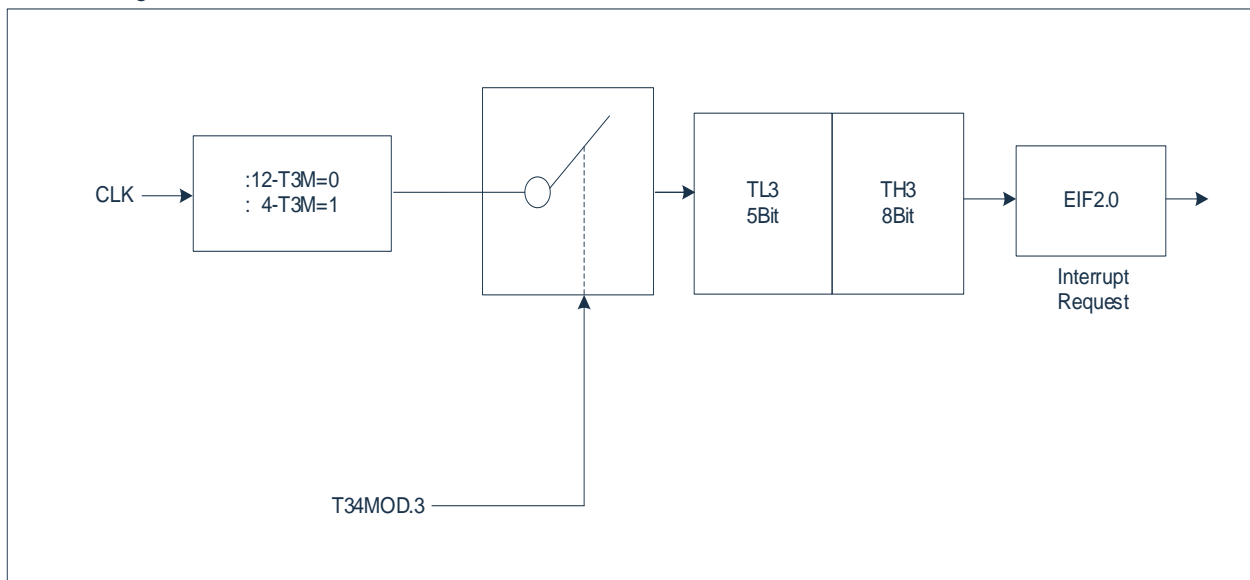 CLK
:12-T3M=0
: 4-T3M=1
TL3
5Bit
TH3
8Bit
EIF2.0
Interrupt
Request
T34MOD.3